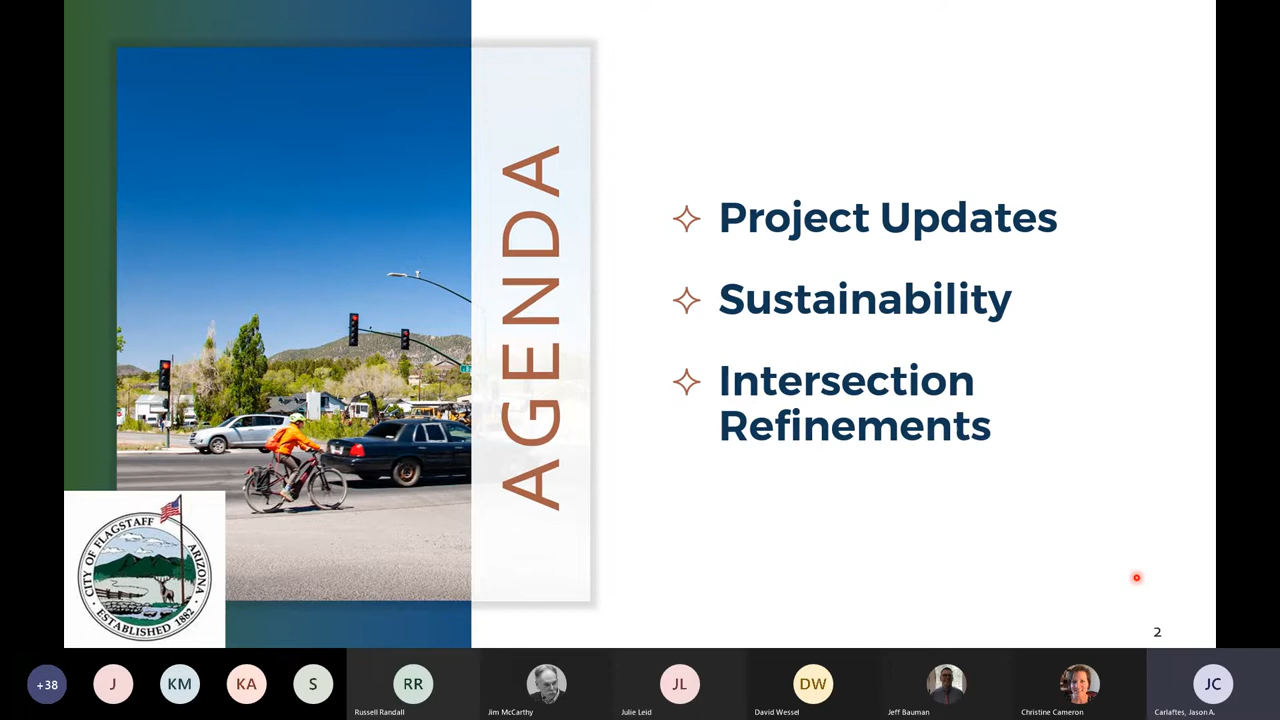 AGENDA
Project Updates
Sustainability
Intersection
Refinements
CITY OF FLAGSTAFF ARIZONA
· ESTABLISHED 1882 ·
2
+38
J
KM
KA
S
RR
JL
DW
JC
Russell Randall
Jim McCarthy
Julie Leid
David Wessel
Jeff Bauman
Christine Cameron
Carlaftes, Jason A.